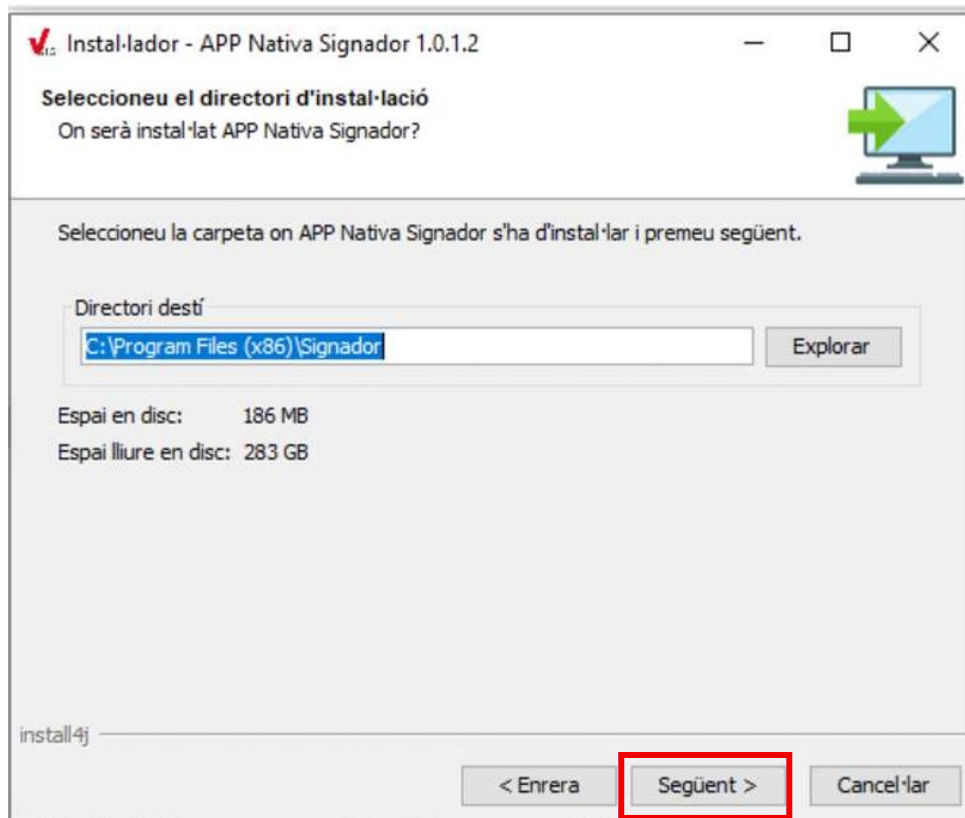 Instal·lador - APP Nativa Signador 1.0.1.2
Seleccioneu el directori d'instal·lació
On serà instal·lat APP Nativa Signador?
Seleccioneu la carpeta on APP Nativa Signador s'ha d'instal·lar i premeu següent.
Directori destí
C:\Program Files (x86)\Signador
Explorar
Espai en disc: 186 MB
Espai lliure en disc: 283 GB
install4j
< Enrera Següent > Cancel·lar